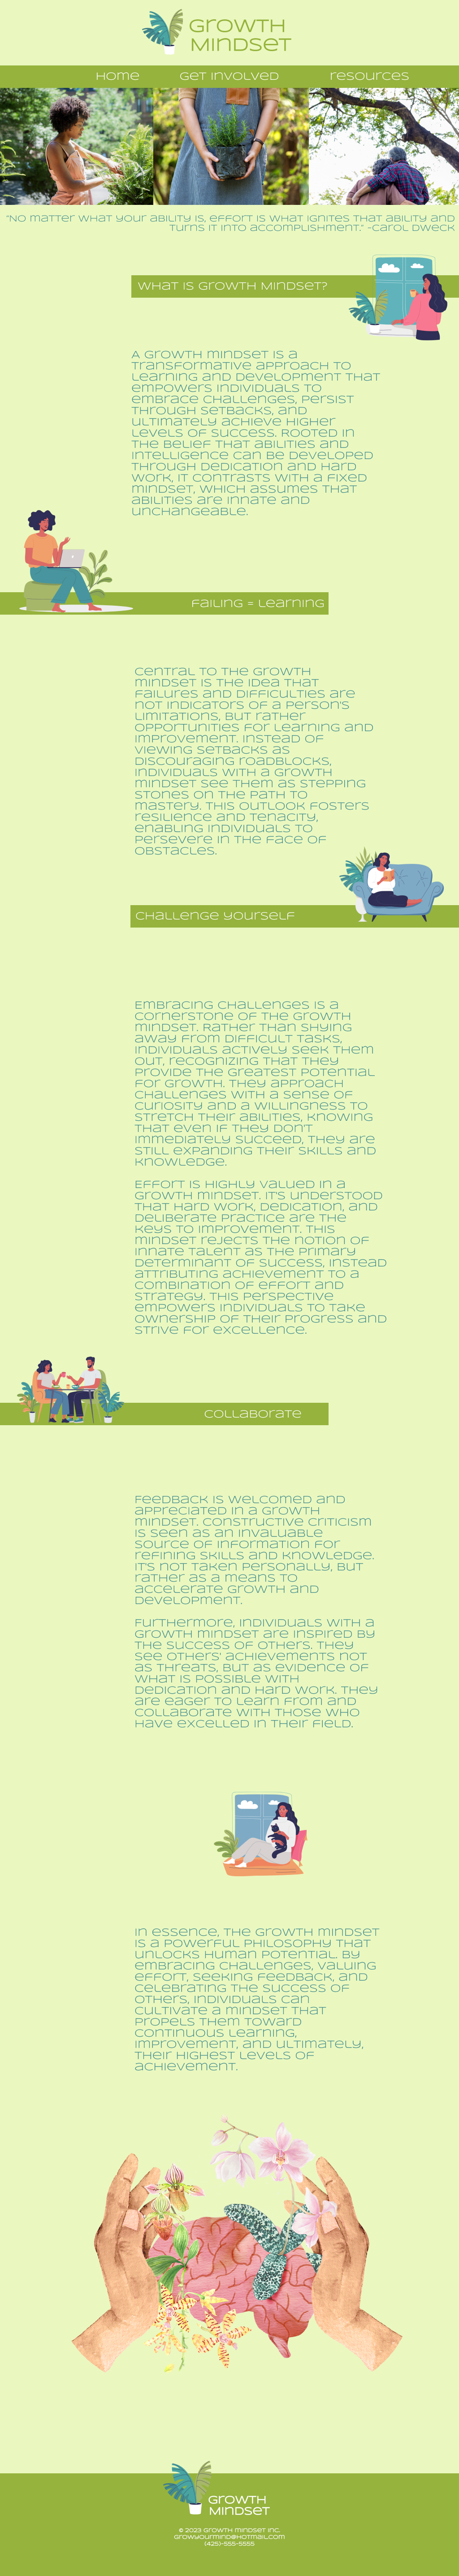 Growth
Mindset
Home
Get Involved
Resources
"No matter what your ability is, effort is what ignites that ability and
turns it into accomplishment." -Carol Dweck
What is Growth Mindset?
A growth mindset is a
transformative approach to
learning and development that
empowers individuals to
embrace challenges, persist
through setbacks, and
ultimately achieve higher
levels of success. Rooted in
the belief that abilities and
intelligence can be developed
through dedication and hard
work, it contrasts with a fixed
mindset, which assumes that
abilities are innate and
unchangeable.
Failing = Learning
Central to the growth
mindset is the idea that
failures and difficulties are
not indicators of a person's
limitations, but rather
opportunities for learning and
improvement. Instead of
viewing setbacks as
discouraging roadblocks,
individuals with a growth
mindset see them as stepping
stones on the path to
mastery. This outlook fosters
resilience and tenacity,
enabling individuals to
persevere in the face of
obstacles.
Challenge Yourself
Embracing challenges is a
cornerstone of the growth
mindset. Rather than shying
away from difficult tasks,
individuals actively seek them
out, recognizing that they
provide the greatest potential
for growth. They approach
challenges with a sense of
curiosity and a willingness to
stretch their abilities, knowing
that even if they don't
immediately succeed, they are
still expanding their skills and
knowledge.
Effort is highly valued in a
growth mindset. It's understood
that hard work, dedication, and
deliberate practice are the
keys to improvement. This
mindset rejects the notion of
innate talent as the primary
determinant of success, instead
attributing achievement to a
combination of effort and
strategy. This perspective
empowers individuals to take
ownership of their progress and
strive for excellence.
Collaborate
Feedback is welcomed and
appreciated in a growth
mindset. Constructive criticism
is seen as an invaluable
source of information for
refining skills and knowledge.
It's not taken personally, but
rather as a means to
accelerate growth and
development.
Furthermore, individuals with a
growth mindset are inspired by
the success of others. They
see others' achievements not
as threats, but as evidence of
what is possible with
dedication and hard work. They
are eager to learn from and
collaborate with those who
have excelled in their field.
In essence, the growth mindset
is a powerful philosophy that
unlocks human potential. By
embracing challenges, valuing
effort, seeking feedback, and
celebrating the success of
others, individuals can
cultivate a mindset that
propels them toward
continuous learning,
improvement, and ultimately,
their highest levels of
achievement.
Growth
Mindset
© 2023 Growth Mindset Inc.
growyourmind@hotmail.com
(425)-555-5555